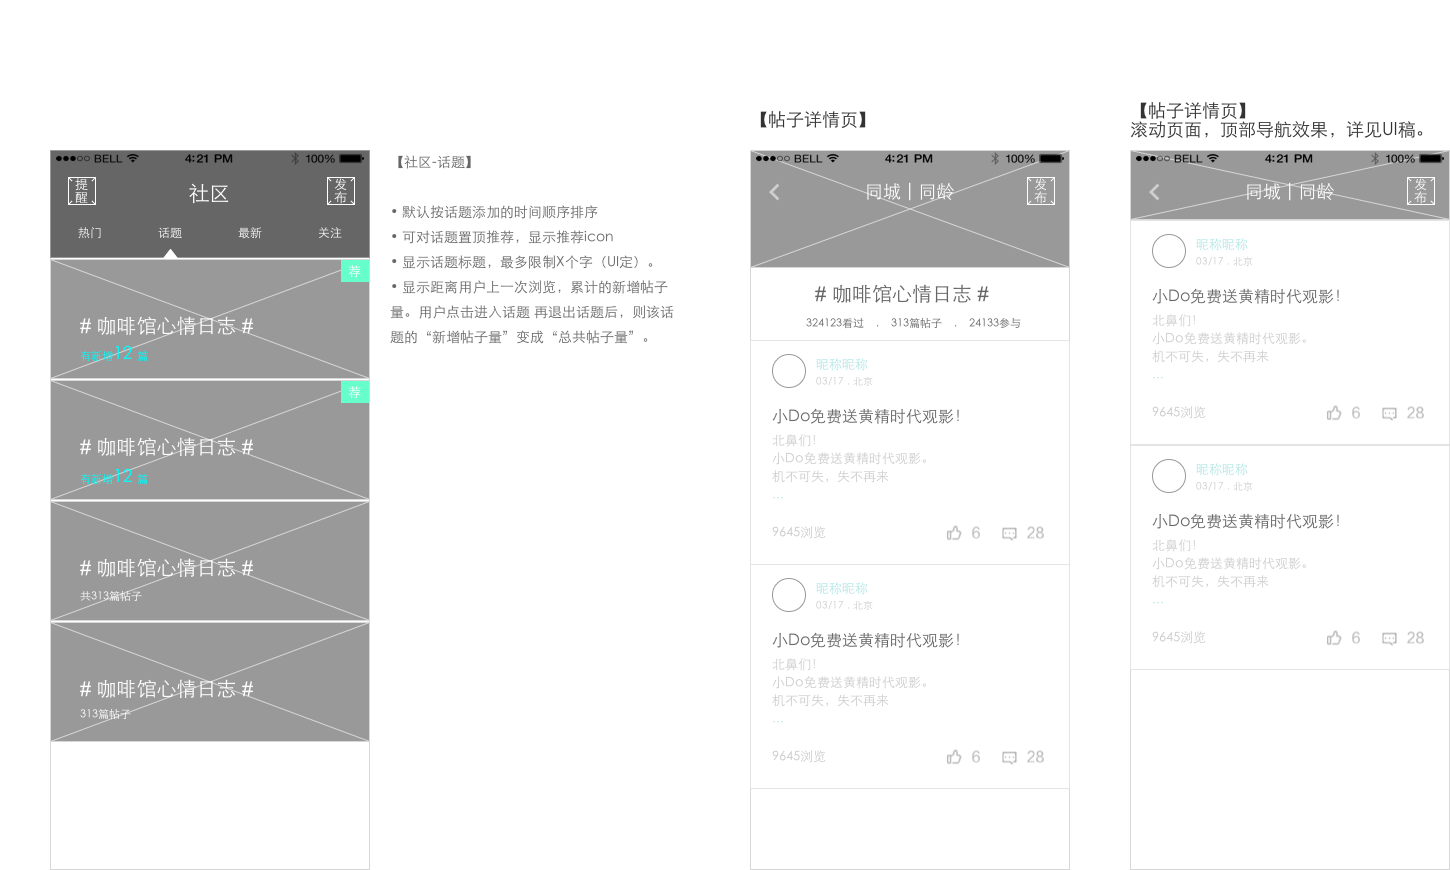 BELL
4:21 PM
100%
提醒
社区
发布
热门
话题
最新
关注
荐
# 咖啡馆心情日志 #
有新增12 篇
荐
# 咖啡馆心情日志 #
有新增12 篇
# 咖啡馆心情日志 #
共313篇帖子
# 咖啡馆心情日志 #
313篇帖子
【社区-话题】
• 默认按话题添加的时间顺序排序
• 可对话题置顶推荐，显示推荐icon
• 显示话题标题，最多限制X个字（UI定）。
• 显示距离用户上一次浏览，累计的新增帖子
量。用户点击进入话题 再退出话题后，则该话
题的“新增帖子量”变成“总共帖子量”。
【帖子详情页】
BELL
4:21 PM
100%
同城｜同龄
发布
# 咖啡馆心情日志 #
324123看过 . 313篇帖子 . 24133参与
昵称昵称
03/17 . 北京
小Do免费送黄精时代观影！
北鼻们！
小Do免费送黄精时代观影。
机不可失，失不再来
...
9645浏览
6
28
昵称昵称
03/17 . 北京
小Do免费送黄精时代观影！
北鼻们！
小Do免费送黄精时代观影。
机不可失，失不再来
...
9645浏览
6
28
【帖子详情页】
滚动页面，顶部导航效果，详见UI稿。
BELL
4:21 PM
100%
同城｜同龄
发布
昵称昵称
03/17 . 北京
小Do免费送黄精时代观影！
北鼻们！
小Do免费送黄精时代观影。
机不可失，失不再来
...
9645浏览
6
28
昵称昵称
03/17 . 北京
小Do免费送黄精时代观影！
北鼻们！
小Do免费送黄精时代观影。
机不可失，失不再来
...
9645浏览
6
28